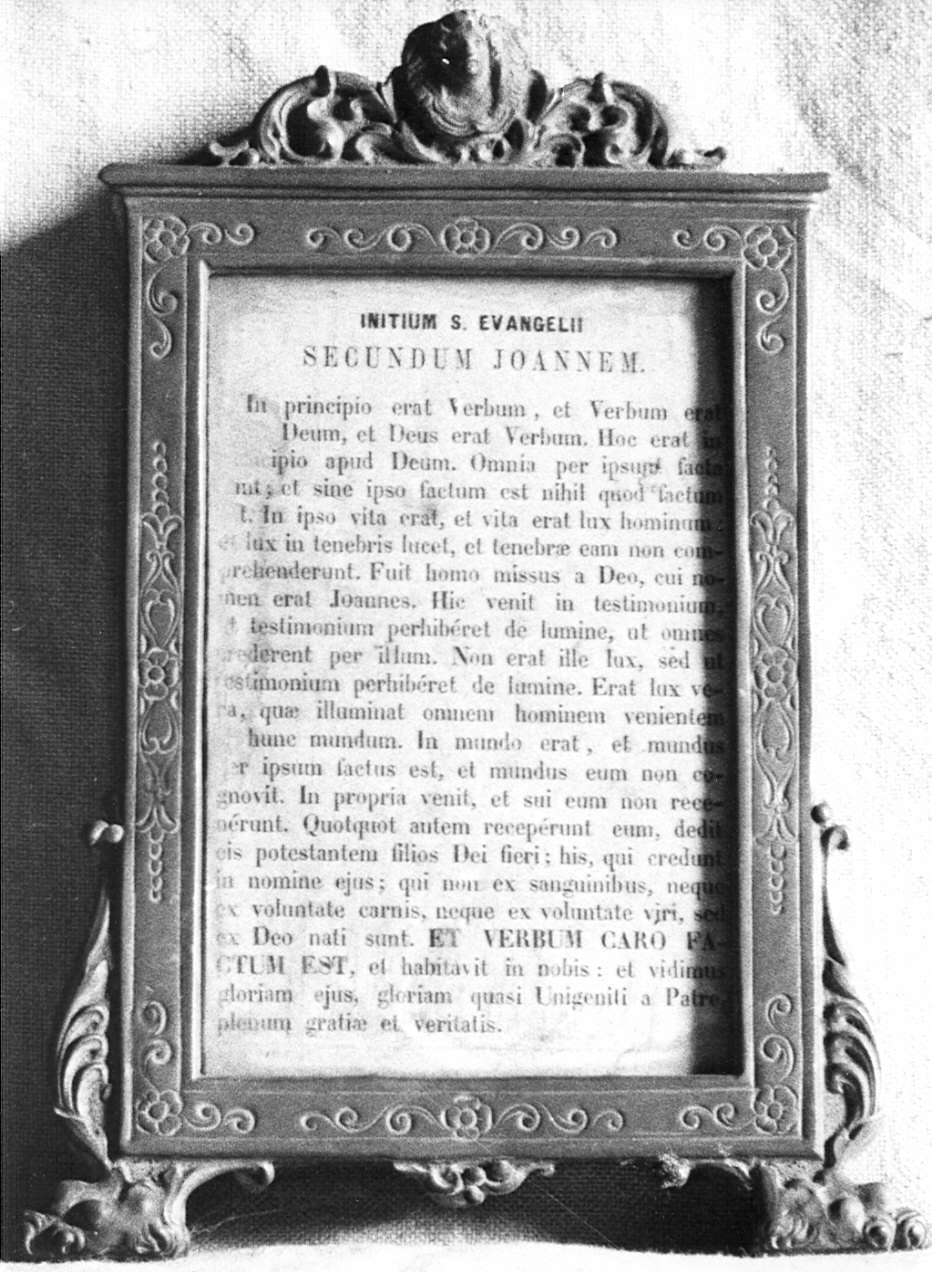 INITIUM S. EVANGELII
SECUNDUM JOANNEM.
In principio erat Verbum, et Verbum erat
Deum, et Deus erat Verbum. Hoc erat in
cipio apud Deum. Omnia per ipsum facta
nt; et sine ipso factum est nihil quod factum
t. In ipso vita erat, et vita erat lux hominum:
et lux in tenebris lucet, et tenebræ eam non com-
prehenderunt. Fuit homo missus a Deo, cui no-
men erat Joannes. Hic venit in testimonium,
t testimonium perhibéret de lumine, ut omnes
rederent per illum. Non erat ille lux, sed ut
estimonium perhibéret de lumine. Erat lux ve-
ra, quæ illuminat omnem hominem venientem
hunc mundum. In mundo erat, et mundus
er ipsum factus est, et mundus eum non co-
gnovit. In propria venit, et sui eum non rece-
pérunt. Quotquot autem recepérunt eum, dedit
eis potestantem filios Dei fieri; his, qui credunt
in nomine ejus; qui non ex sanguinibus, neque
ex voluntate carnis, neque ex voluntate viri, sed
ex Deo nati sunt. ET VERBUM CARO FA-
CTUM EST, et habitavit in nobis: et vidimus
gloriam ejus, gloriam quasi Unigeniti a Patre,
plenum gratiæ et veritatis.